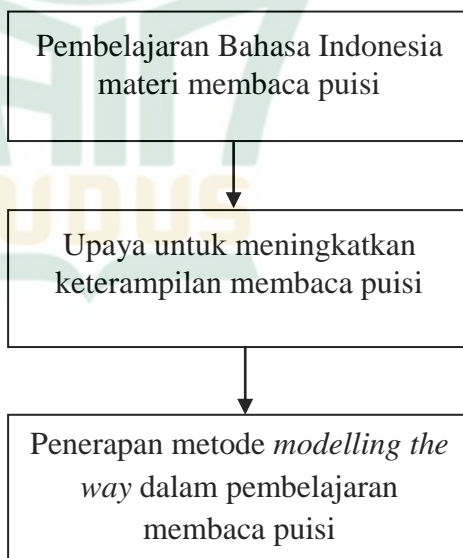 Pembelajaran Bahasa Indonesia
materi membaca puisi
Upaya untuk meningkatkan
keterampilan membaca puisi
Penerapan metode modelling the
way dalam pembelajaran
membaca puisi